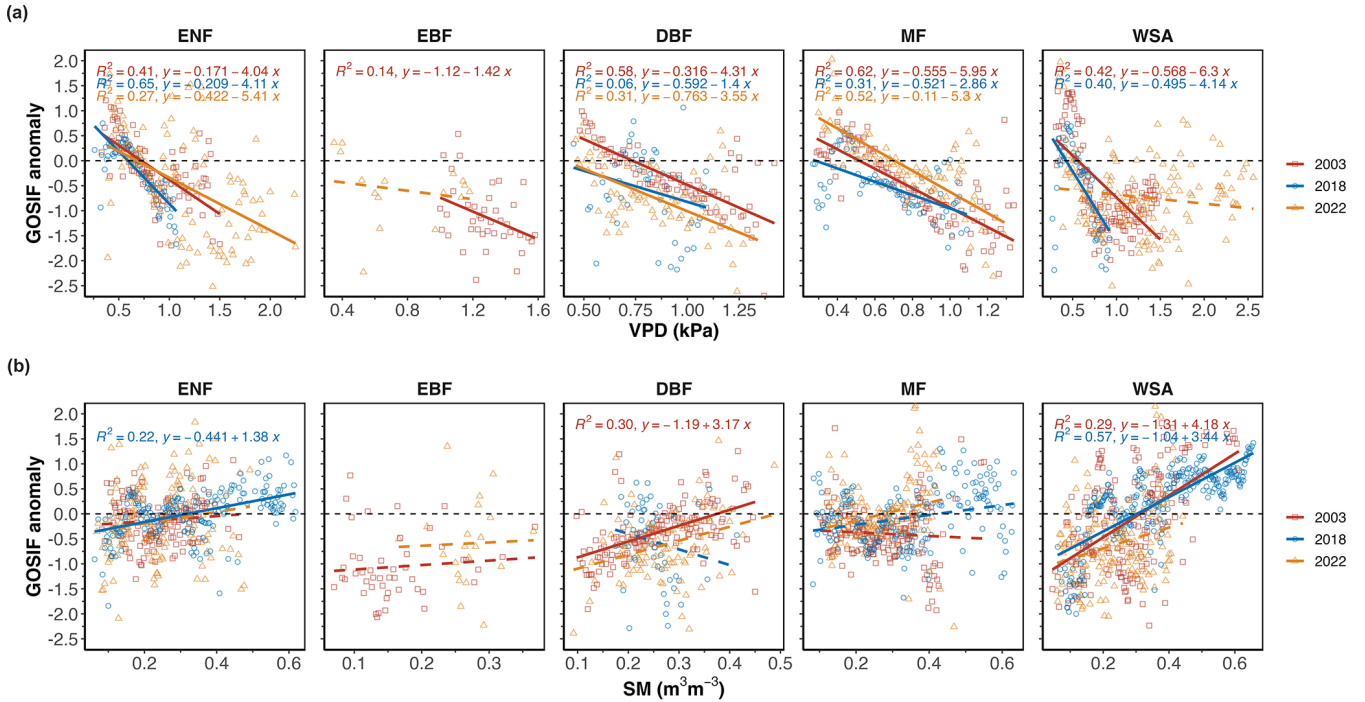 (a)
ENF
EBF
DBF
MF
WSA
R² = 0.41, y = −0.171 − 4.04 x
R² = 0.65, y = −0.209 − 4.11 x
R² = 0.27, y = −0.422 − 5.41 x
R² = 0.14, y = −1.12 − 1.42 x
R² = 0.58, y = −0.316 − 4.31 x
R² = 0.06, y = −0.592 − 1.4 x
R² = 0.31, y = −0.763 − 3.55 x
R² = 0.62, y = −0.555 − 5.95 x
R² = 0.31, y = −0.521 − 2.86 x
R² = 0.52, y = −0.11 − 5.3 x
R² = 0.42, y = −0.568 − 6.3 x
R² = 0.40, y = −0.495 − 4.14 x
GOSIF anomaly
2.0
1.5
1.0
0.5
0.0
-0.5
-1.0
-1.5
-2.0
-2.5
0.5 1.0 1.5 2.0
0.4 0.8 1.2 1.6
0.50 0.75 1.00 1.25
0.4 0.6 0.8 1.0 1.2
0.5 1.0 1.5 2.0 2.5
VPD (kPa)
2003
2018
2022
(b)
ENF
EBF
DBF
MF
WSA
R² = 0.22, y = −0.441 + 1.38 x
R² = 0.30, y = −1.19 + 3.17 x
R² = 0.29, y = −1.31 + 4.18 x
R² = 0.57, y = −1.04 + 3.44 x
GOSIF anomaly
2.0
1.5
1.0
0.5
0.0
-0.5
-1.0
-1.5
-2.0
-2.5
0.2 0.4 0.6
0.1 0.2 0.3
0.1 0.2 0.3 0.4 0.5
0.2 0.4 0.6
0.2 0.4 0.6
SM (m³m⁻³)
2003
2018
2022